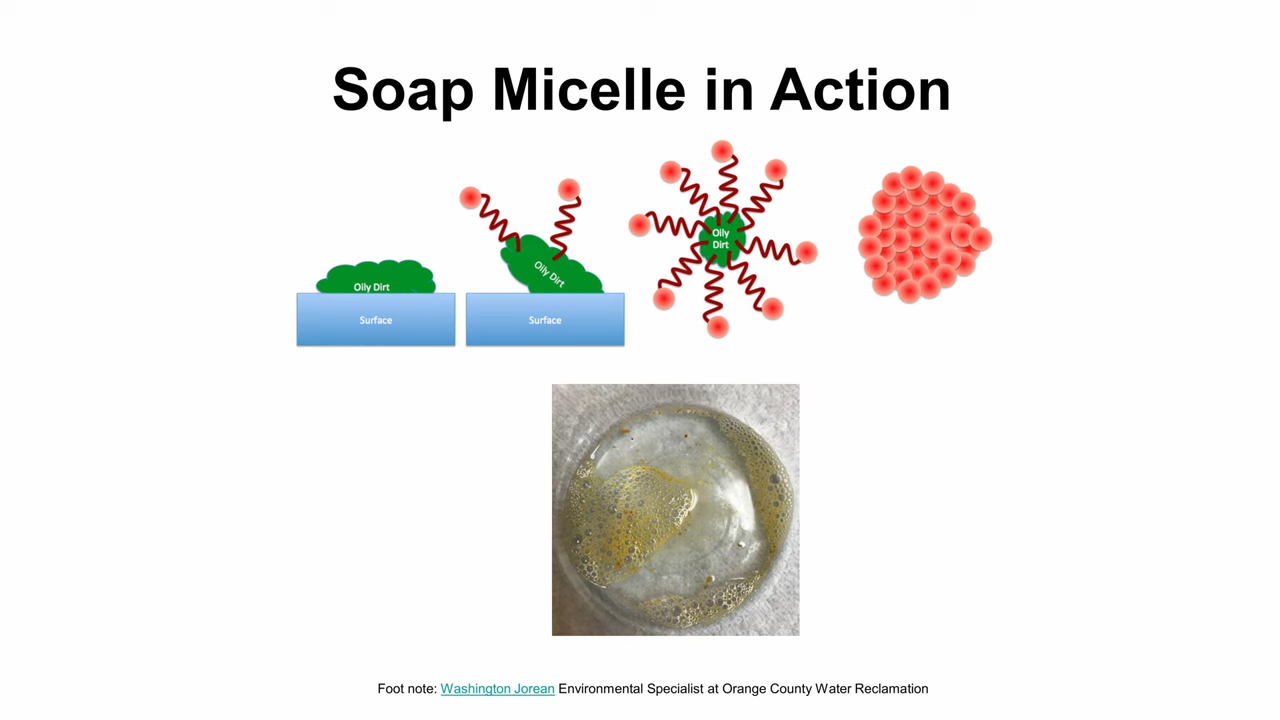 Soap Micelle in Action
Oily Dirt
Surface
Oily Dirt
Surface
Oily
Dirt
Foot note: Washington Jorean Environmental Specialist at Orange County Water Reclamation